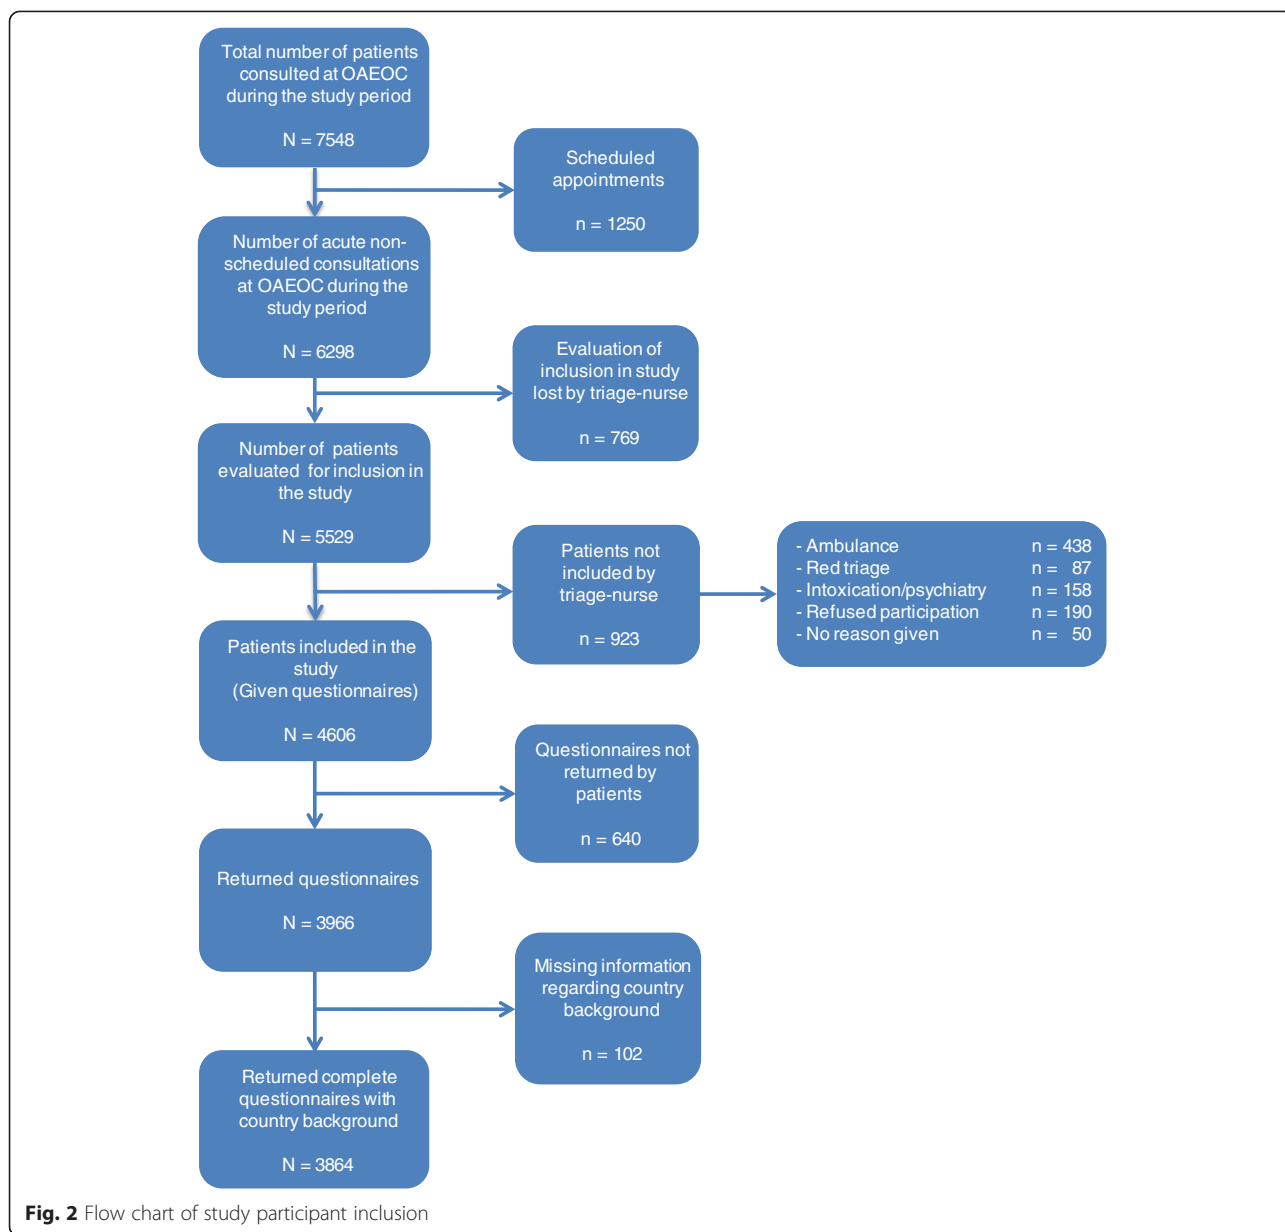 Total number of patients
consulted at OAEOC
during the study period
N = 7548
Scheduled
appointments
n = 1250
Number of acute non-
scheduled consultations
at OAEOC during the
study period
N = 6298
Evaluation of
inclusion in study
lost by triage-nurse
n = 769
Number of patients
evaluated for inclusion in
the study
N = 5529
Patients not
included by
triage-nurse
n = 923
- Ambulance n = 438
- Red triage n = 87
- Intoxication/psychiatry n = 158
- Refused participation n = 190
- No reason given n = 50
Patients included in the
study
(Given questionnaires)
N = 4606
Questionnaires not
returned by
patients
n = 640
Returned questionnaires
N = 3966
Missing information
regarding country
background
n = 102
Returned complete
questionnaires with
country background
N = 3864
Fig. 2 Flow chart of study participant inclusion